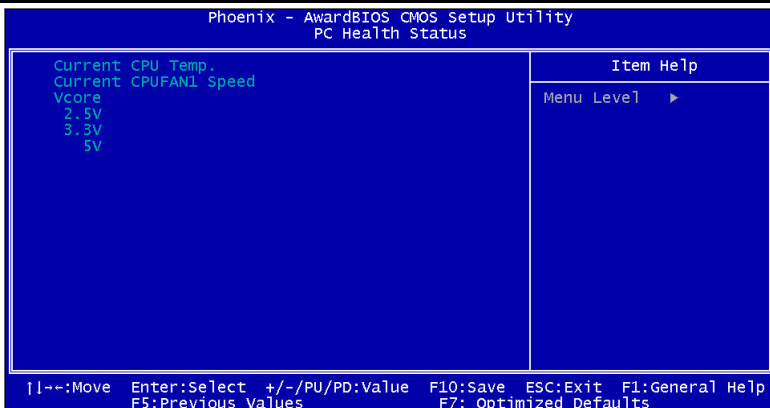 Phoenix - AwardBIOS CMOS Setup Utility
PC Health Status
Current CPU Temp.
Current CPUFAN1 Speed
Vcore
2.5V
3.3V
5V
Item Help
Menu Level ▶
↑↓→←:Move Enter:Select +/-/PU/PD:Value F10:Save ESC:Exit F1:General Help
F5:Previous Values F7: Optimized Defaults